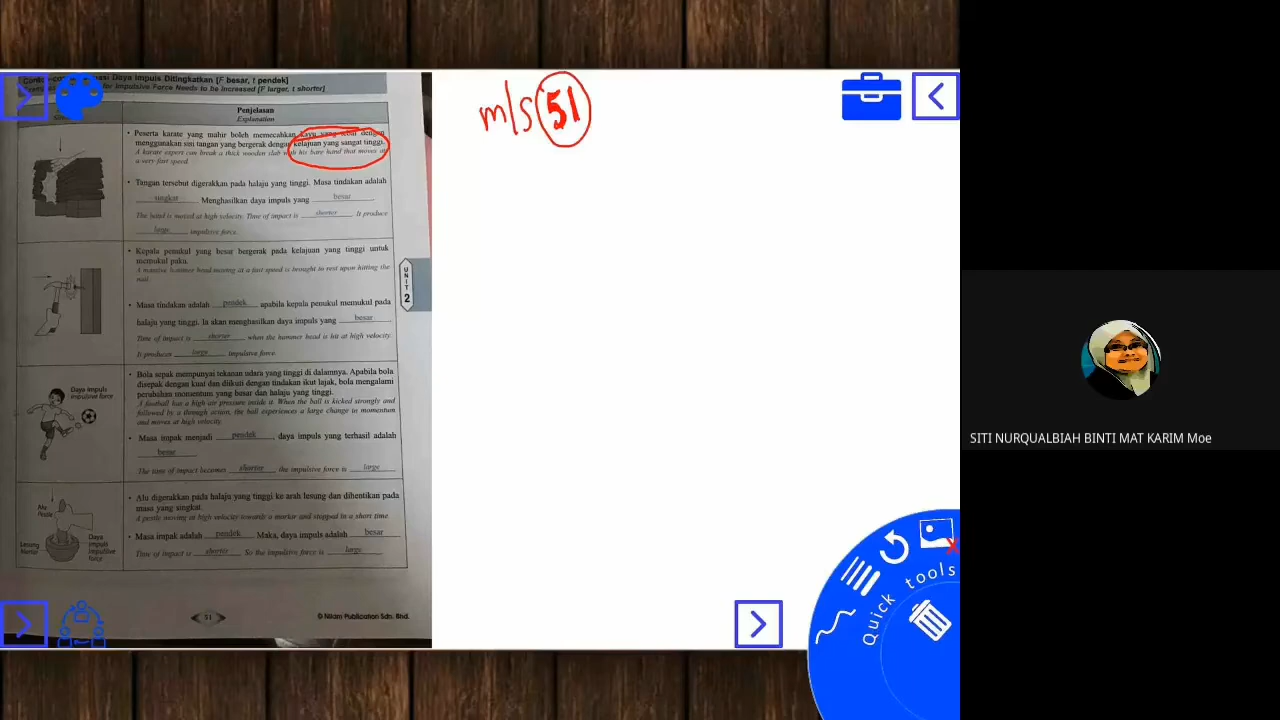 Daya Impuls Ditingkatkan [F besar, t pendek]
for Impulsive Force Needs to be Increased [F larger, t shorter]
m/s 51
Penjelasan
Explanation
• Peserta karate yang mahir boleh memecahkan kayu yang tebal dengan
menggunakan sisi tangan yang bergerak dengan kelajuan yang sangat tinggi.
A karate expert can break a thick wooden slab with his bare hand that moves at
a very fast speed.
• Tangan tersebut digerakkan pada halaju yang tinggi. Masa tindakan adalah
singkat. Menghasilkan daya impuls yang besar.
The hand is moved at high velocity. Time of impact is shorter. It produce
large impulsive force.
• Kepala penukul yang besar bergerak pada kelajuan yang tinggi untuk
memukul paku.
A massive hammer head moving at a fast speed is brought to rest upon hitting the
nail.
UNIT 2
• Masa tindakan adalah pendek apabila kepala penukul memukul pada
halaju yang tinggi. Ia akan menghasilkan daya impuls yang besar.
Time of impact is shorter when the hammer head is hit at high velocity.
It produces large impulsive force.
Daya impuls
Impulsive force
• Bola sepak mempunyai tekanan udara yang tinggi di dalamnya. Apabila bola
disepak dengan kuat dan diikuti dengan tindakan ikut lajak, bola mengalami
perubahan momentum yang besar dan halaju yang tinggi.
A football has a high air pressure inside it. When the ball is kicked strongly and
followed by a through action, the ball experiences a large change in momentum
and moves at high velocity.
• Masa impak menjadi pendek, daya impuls yang terhasil adalah
besar.
The time of impact becomes shorter the impulsive force is large
Alu
Pestle
Lesung
Mortar
Daya
impuls
Impulsive
force
• Alu digerakkan pada halaju yang tinggi ke arah lesung dan dihentikan pada
masa yang singkat.
A pestle moving at high velocity towards a mortar and stopped in a short time.
• Masa impak adalah pendek. Maka, daya impuls adalah besar.
Time of impact is shorter. So the impulsive force is large.
51
© Nilam Publication Sdn. Bhd.
Quick tools
SITI NURQUALBIAH BINTI MAT KARIM Moe